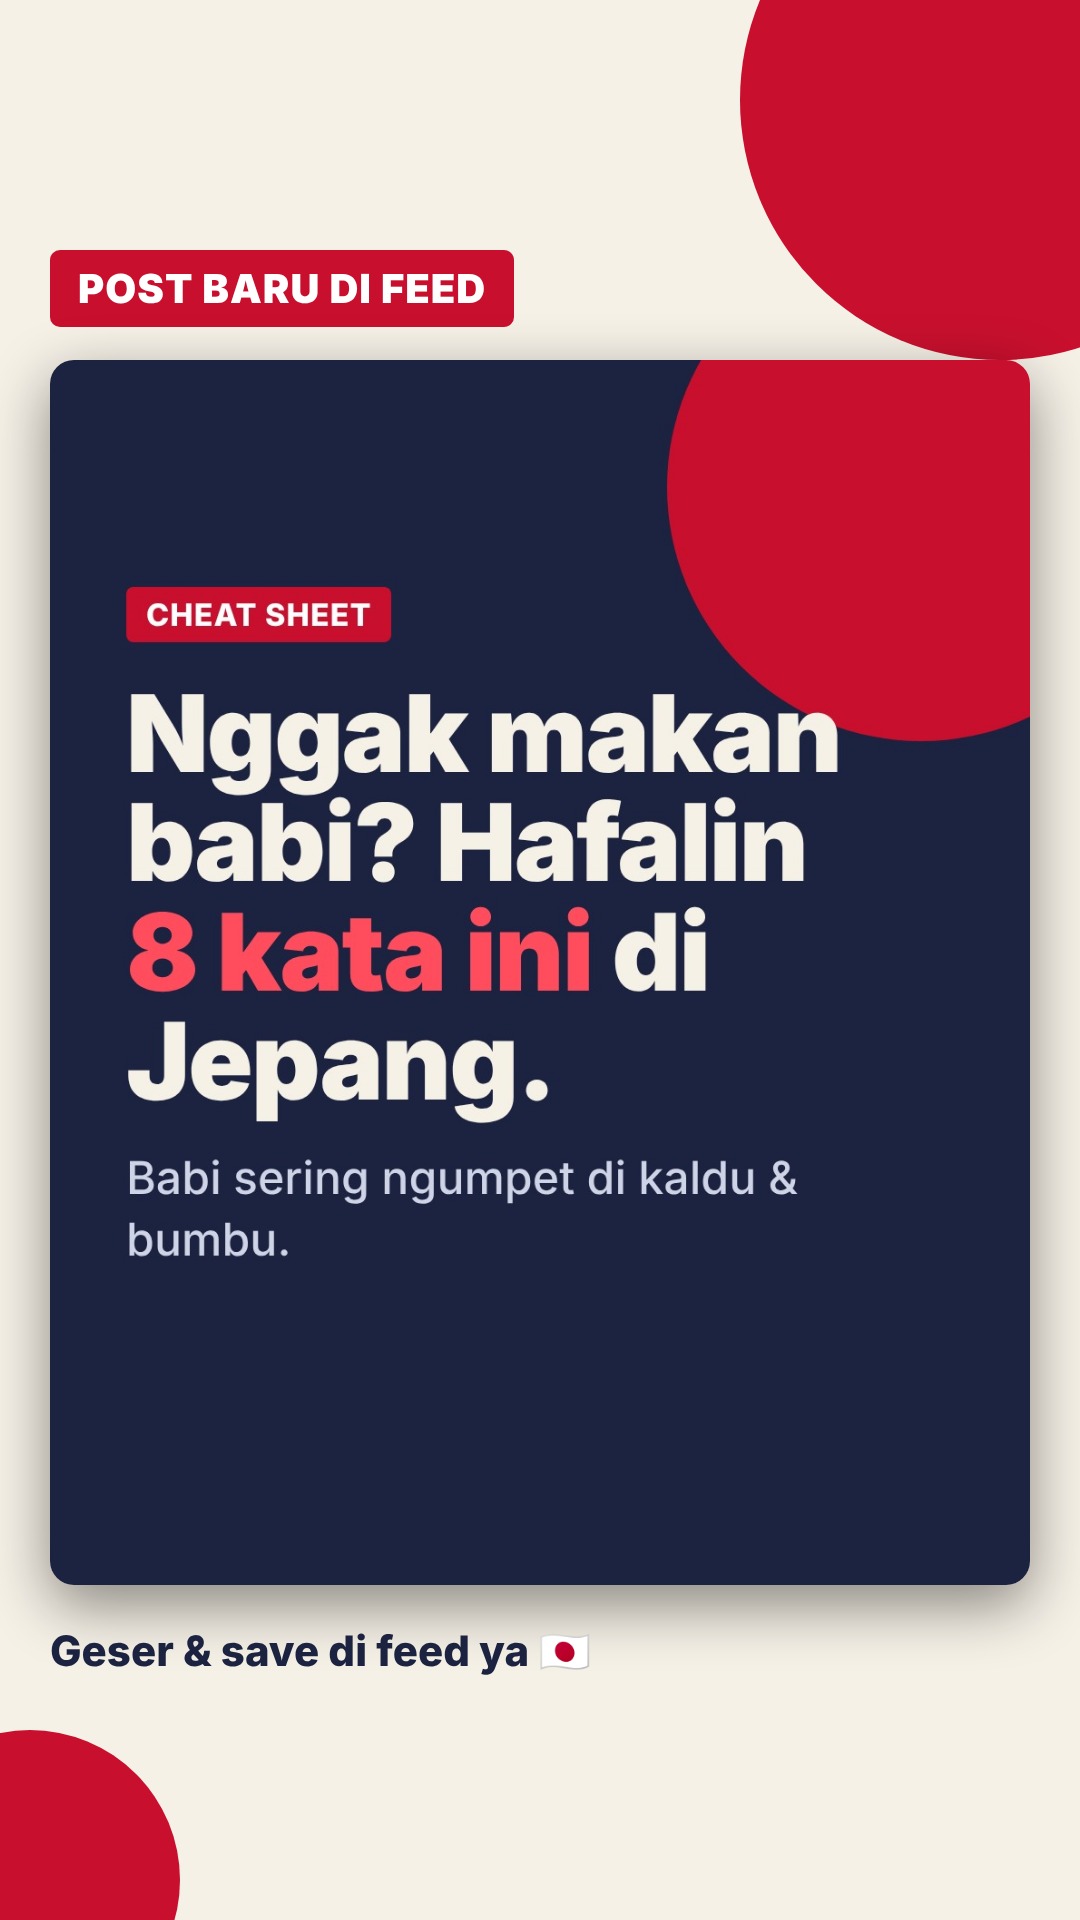 POST BARU DI FEED
CHEAT SHEET
Nggak makan
babi? Hafalin
8 kata ini di
Jepang.
Babi sering ngumpet di kaldu &
bumbu.
Geser & save di feed ya 🇯🇵